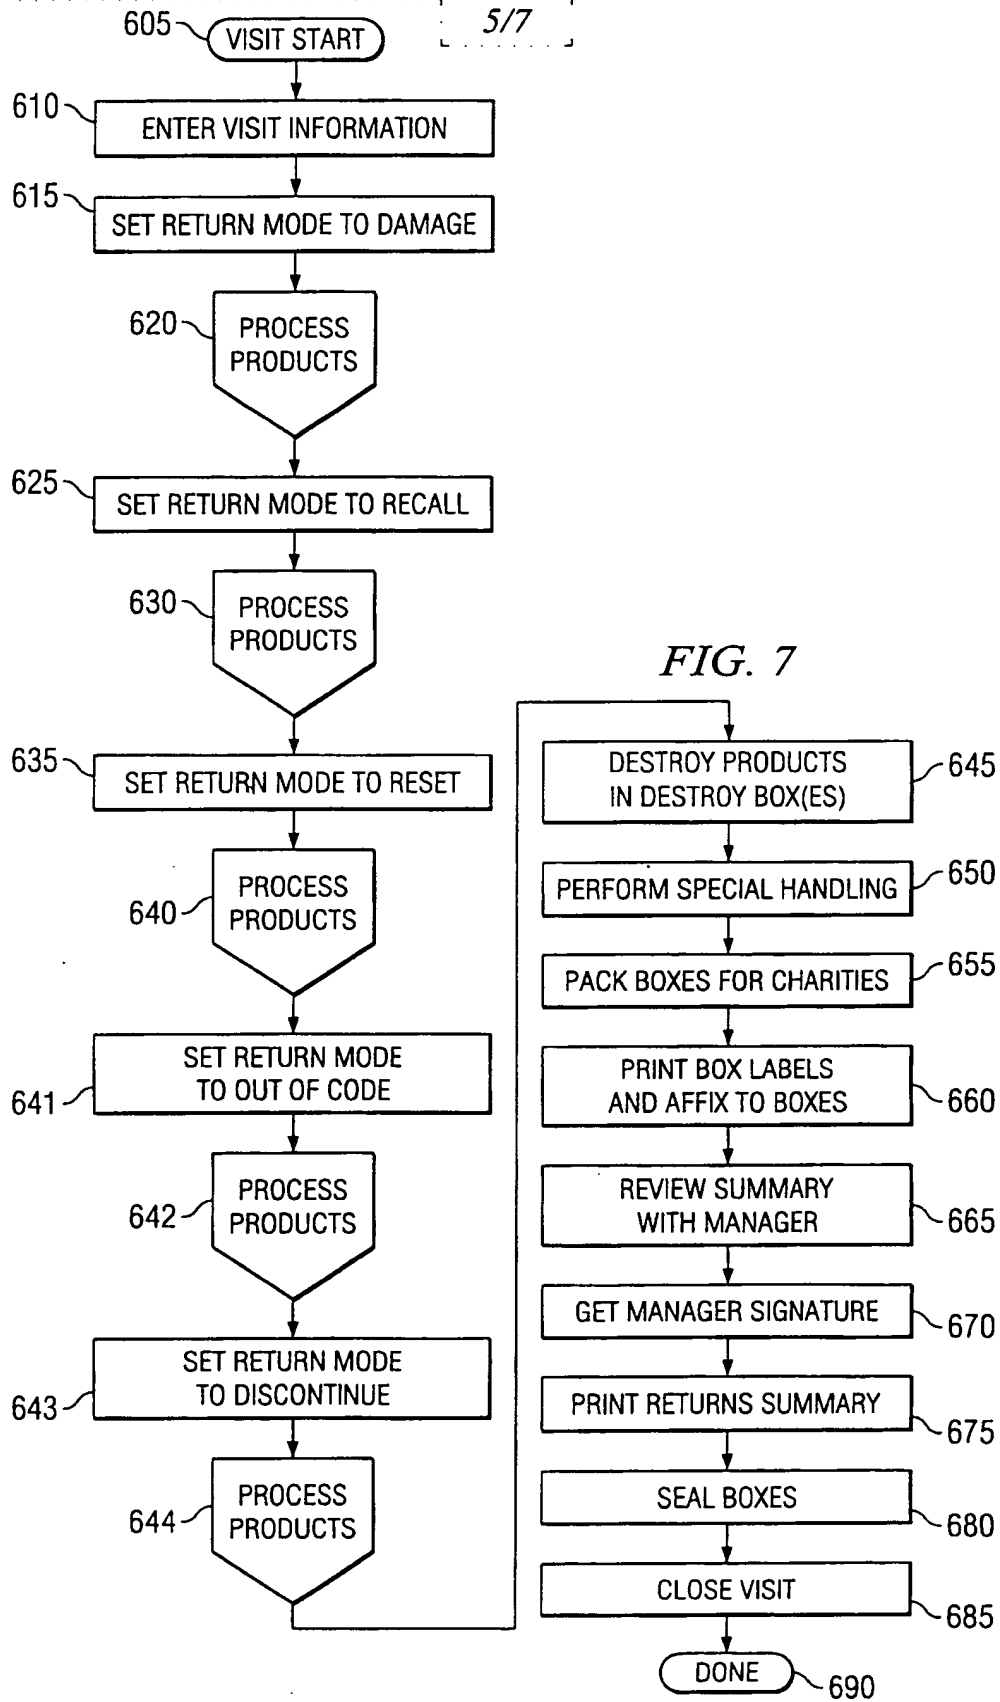 5/7
605
VISIT START
610
ENTER VISIT INFORMATION
615
SET RETURN MODE TO DAMAGE
620
PROCESS
PRODUCTS
625
SET RETURN MODE TO RECALL
630
PROCESS
PRODUCTS
635
SET RETURN MODE TO RESET
640
PROCESS
PRODUCTS
641
SET RETURN MODE
TO OUT OF CODE
642
PROCESS
PRODUCTS
643
SET RETURN MODE
TO DISCONTINUE
644
PROCESS
PRODUCTS
FIG. 7
DESTROY PRODUCTS
IN DESTROY BOX(ES)
645
PERFORM SPECIAL HANDLING
650
PACK BOXES FOR CHARITIES
655
PRINT BOX LABELS
AND AFFIX TO BOXES
660
REVIEW SUMMARY
WITH MANAGER
665
GET MANAGER SIGNATURE
670
PRINT RETURNS SUMMARY
675
SEAL BOXES
680
CLOSE VISIT
685
DONE
690